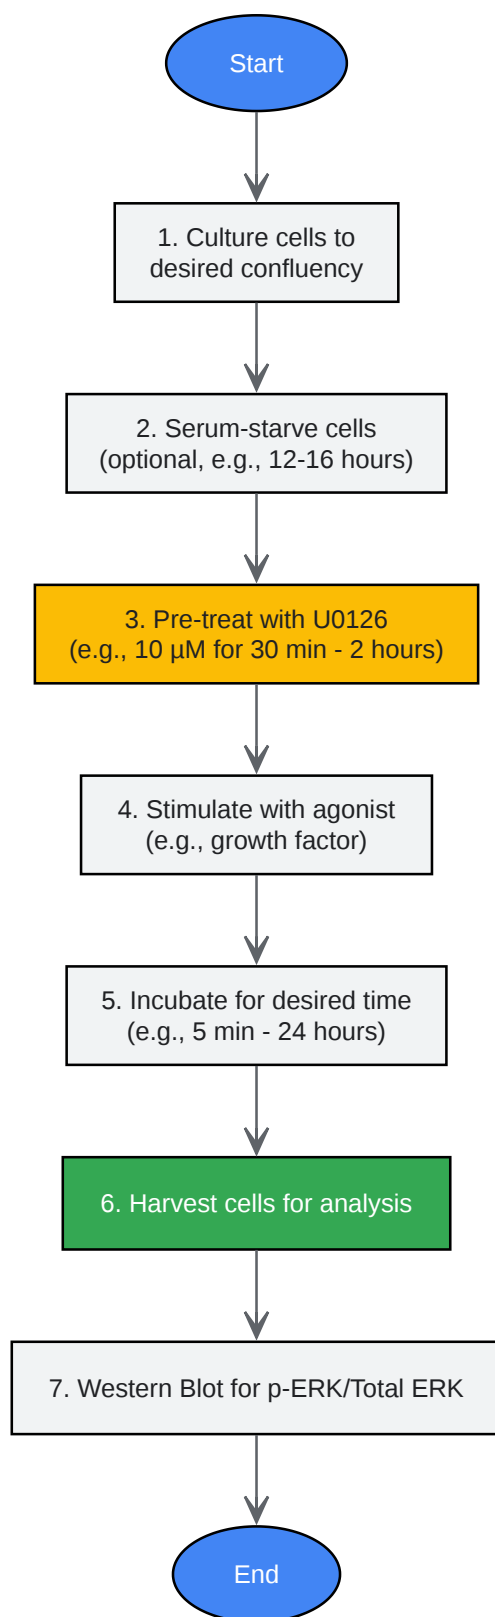 Start
1. Culture cells to
desired confluency
2. Serum-starve cells
(optional, e.g., 12-16 hours)
3. Pre-treat with U0126
(e.g., 10 µM for 30 min - 2 hours)
4. Stimulate with agonist
(e.g., growth factor)
5. Incubate for desired time
(e.g., 5 min - 24 hours)
6. Harvest cells for analysis
7. Western Blot for p-ERK/Total ERK
End